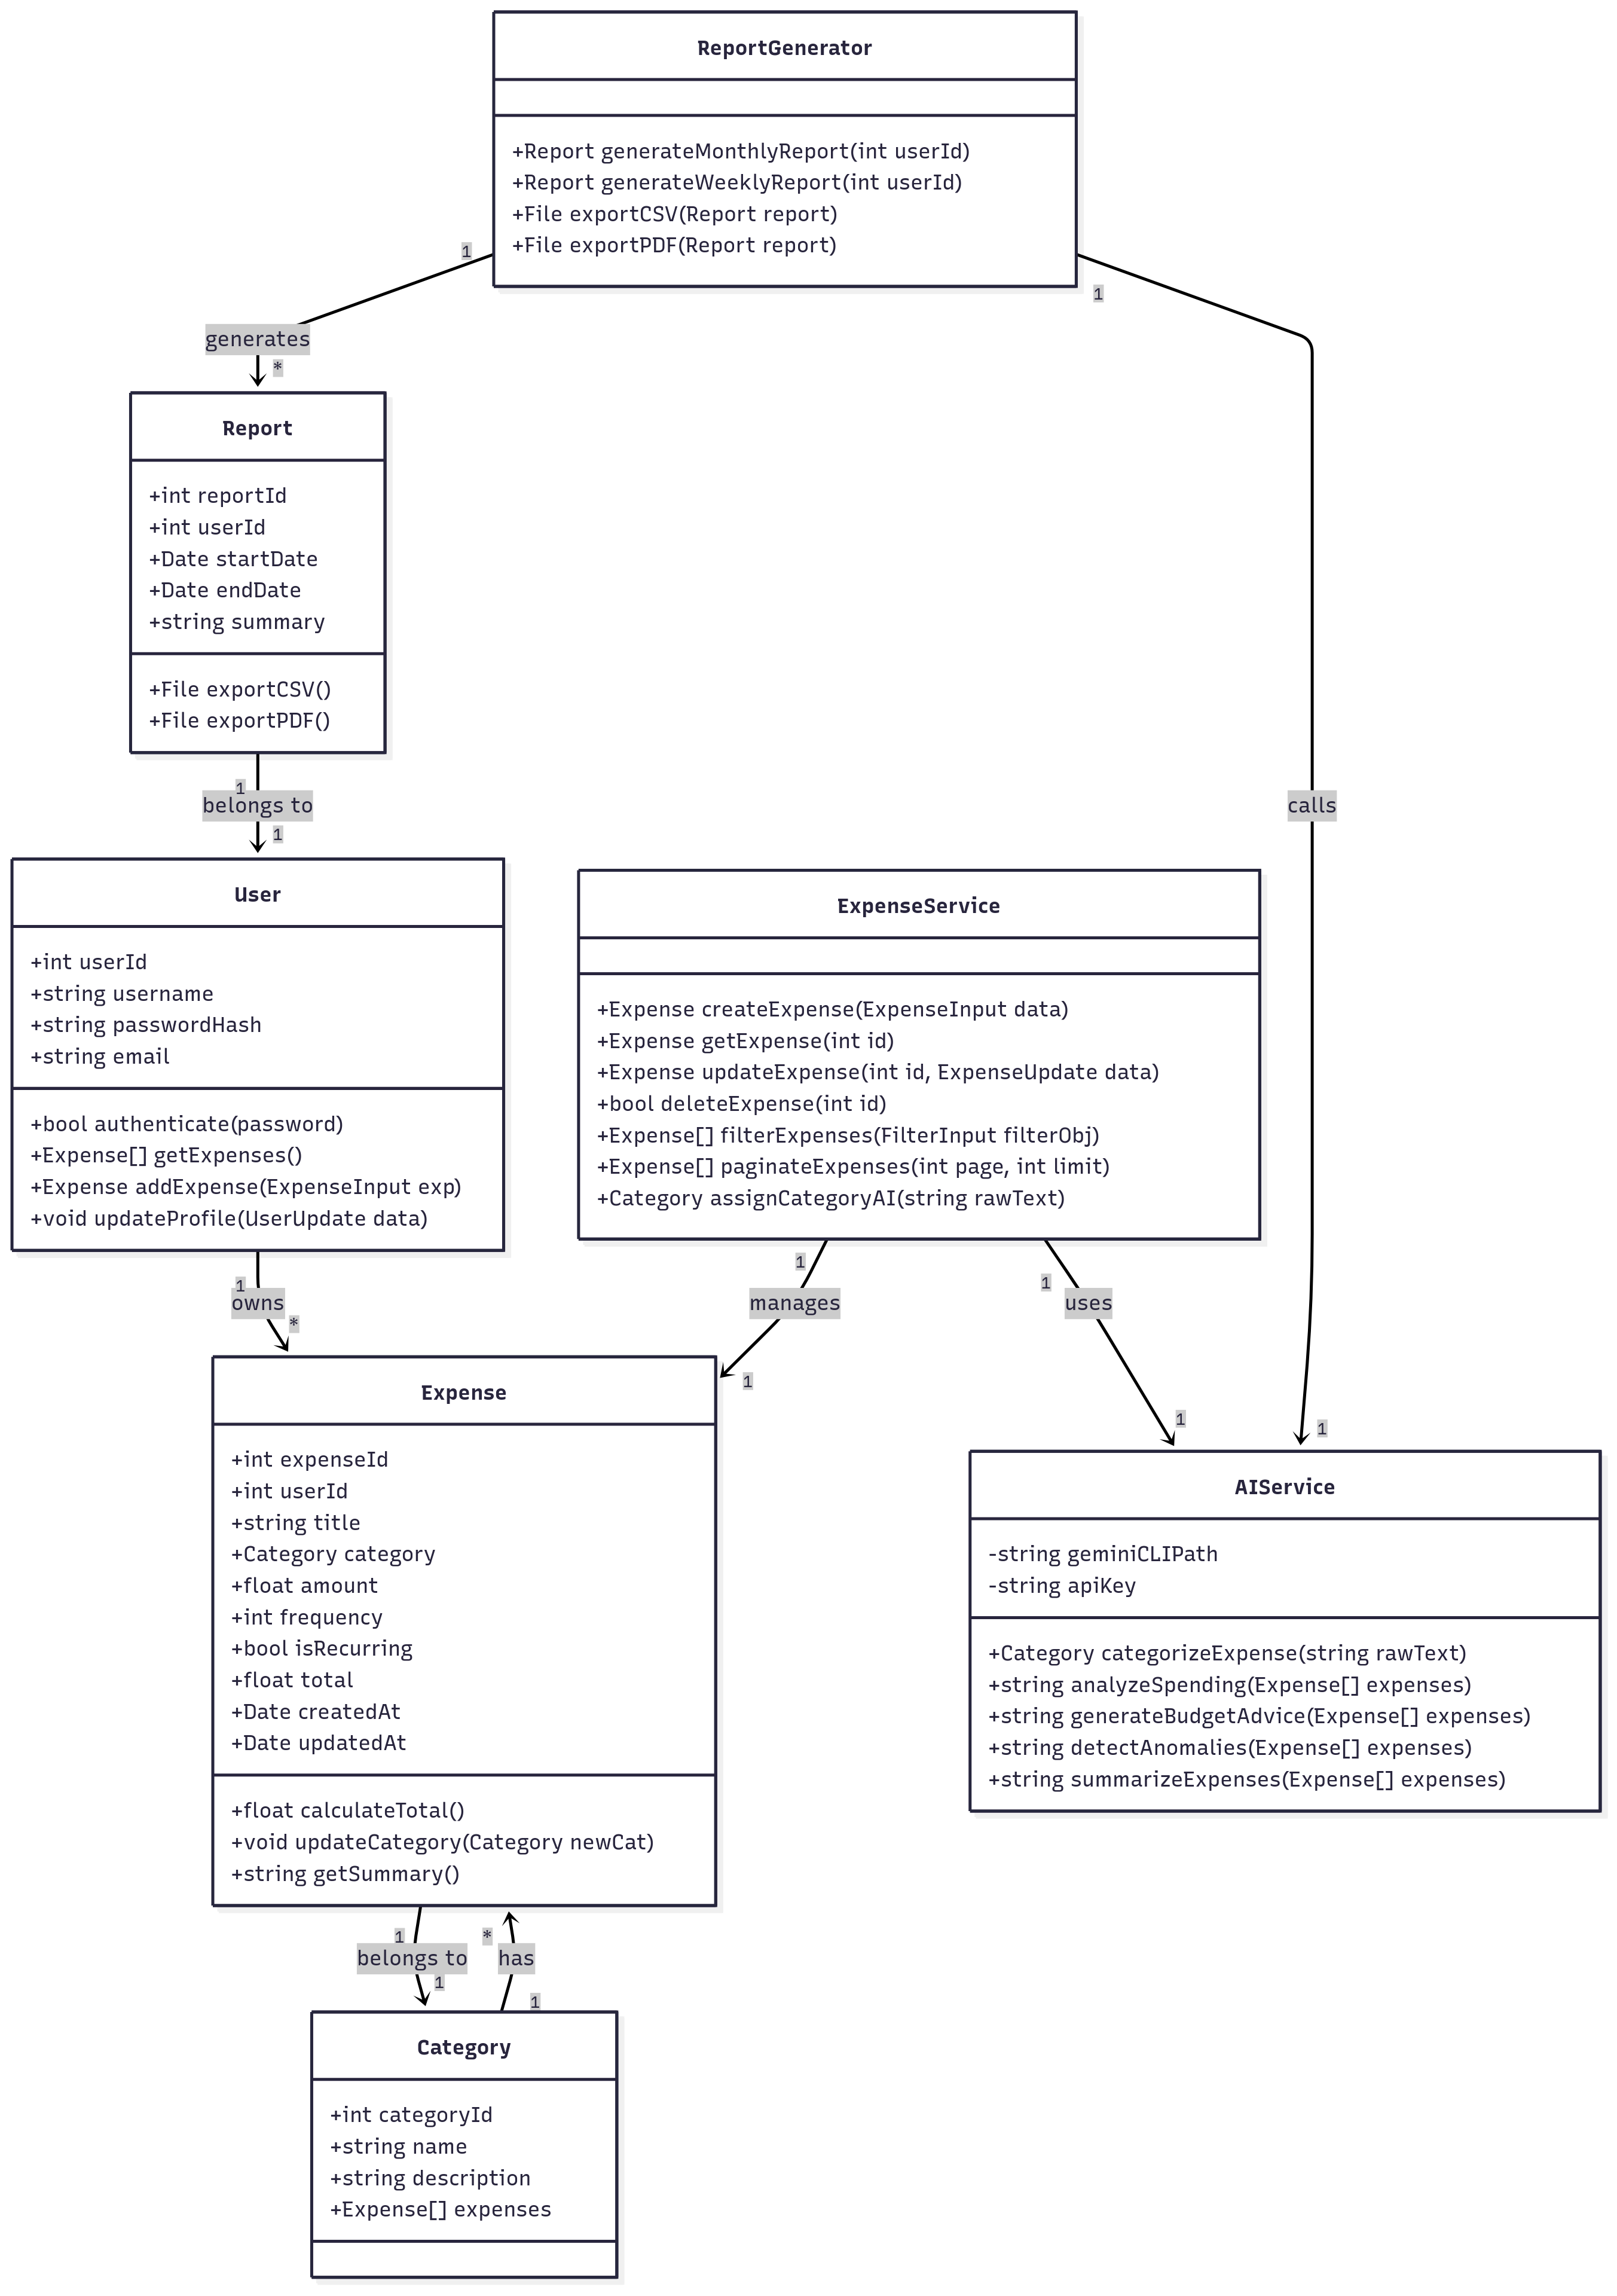 ReportGenerator
+Report generateMonthlyReport(int userId)
+Report generateWeeklyReport(int userId)
+File exportCSV(Report report)
+File exportPDF(Report report)
1
1
generates
*
Report
+int reportId
+int userId
+Date startDate
+Date endDate
+string summary
+File exportCSV()
+File exportPDF()
1
belongs to
1
calls
User
+int userId
+string username
+string passwordHash
+string email
+bool authenticate(password)
+Expense[] getExpenses()
+Expense addExpense(ExpenseInput exp)
+void updateProfile(UserUpdate data)
ExpenseService
+Expense createExpense(ExpenseInput data)
+Expense getExpense(int id)
+Expense updateExpense(int id, ExpenseUpdate data)
+bool deleteExpense(int id)
+Expense[] filterExpenses(FilterInput filterObj)
+Expense[] paginateExpenses(int page, int limit)
+Category assignCategoryAI(string rawText)
1
owns
*
1
manages
1
1
uses
1
1
Expense
+int expenseId
+int userId
+string title
+Category category
+float amount
+int frequency
+bool isRecurring
+float total
+Date createdAt
+Date updatedAt
+float calculateTotal()
+void updateCategory(Category newCat)
+string getSummary()
AIService
-string geminiCLIPath
-string apiKey
+Category categorizeExpense(string rawText)
+string analyzeSpending(Expense[] expenses)
+string generateBudgetAdvice(Expense[] expenses)
+string detectAnomalies(Expense[] expenses)
+string summarizeExpenses(Expense[] expenses)
1
belongs to
1
*
has
1
Category
+int categoryId
+string name
+string description
+Expense[] expenses